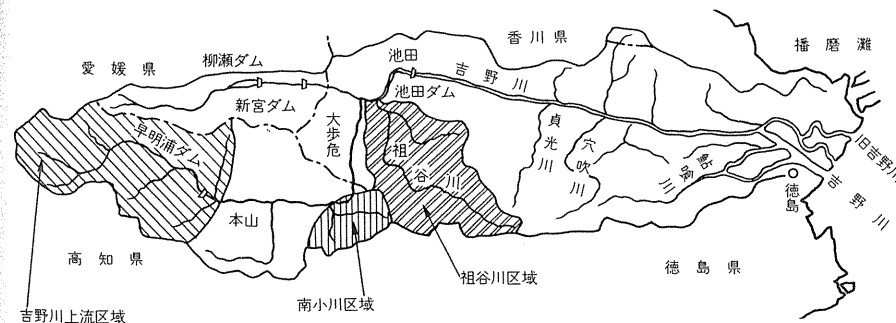 香川県
播磨灘
愛媛県
柳瀬ダム
池田
吉野川
新宮ダム
池田ダム
大歩危
早明浦ダム
祖谷川
貞光川
穴吹川
鮎喰川
旧吉野川
吉野川
徳島
本山
高知県
南小川区域
祖谷川区域
徳島県
吉野川上流区域